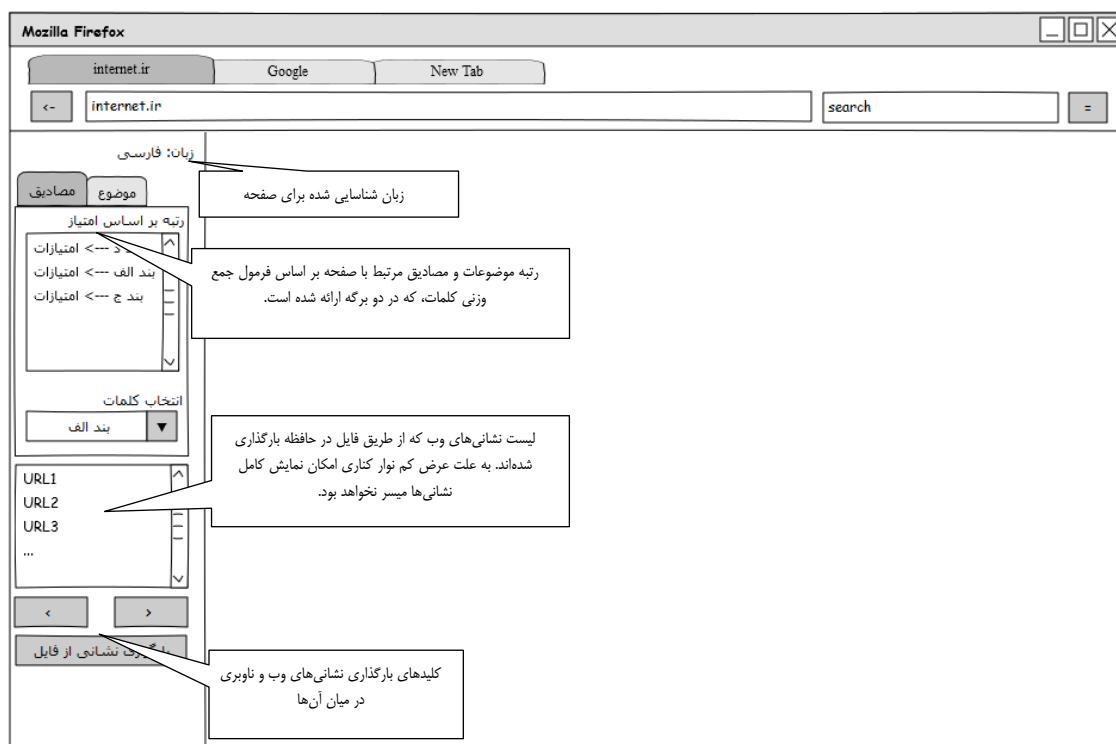 Mozilla Firefox
internet.ir
Google
New Tab
<-
internet.ir
search
=
زبان: فارسی
زبان شناسایی شده برای صفحه
مصادیق
موضوع
رتبه بر اساس امتیاز
د ---> امتیازات
بند الف ---> امتیازات
بند ج ---> امتیازات
رتبه موضوعات و مصادیق مرتبط با صفحه بر اساس فرمول جمع
وزنی کلمات، که در دو برگه ارائه شده است.
انتخاب کلمات
بند الف
لیست نشانی‌های وب که از طریق فایل در حافظه بارگذاری
شده‌اند. به علت عرض کم نوار کناری امکان نمایش کامل
نشانی‌ها میسر نخواهد بود.
URL1
URL2
URL3
...
<
>
نشانی از فایل
کلیدهای بارگذاری نشانی‌های وب و ناوبری
در میان آن‌ها